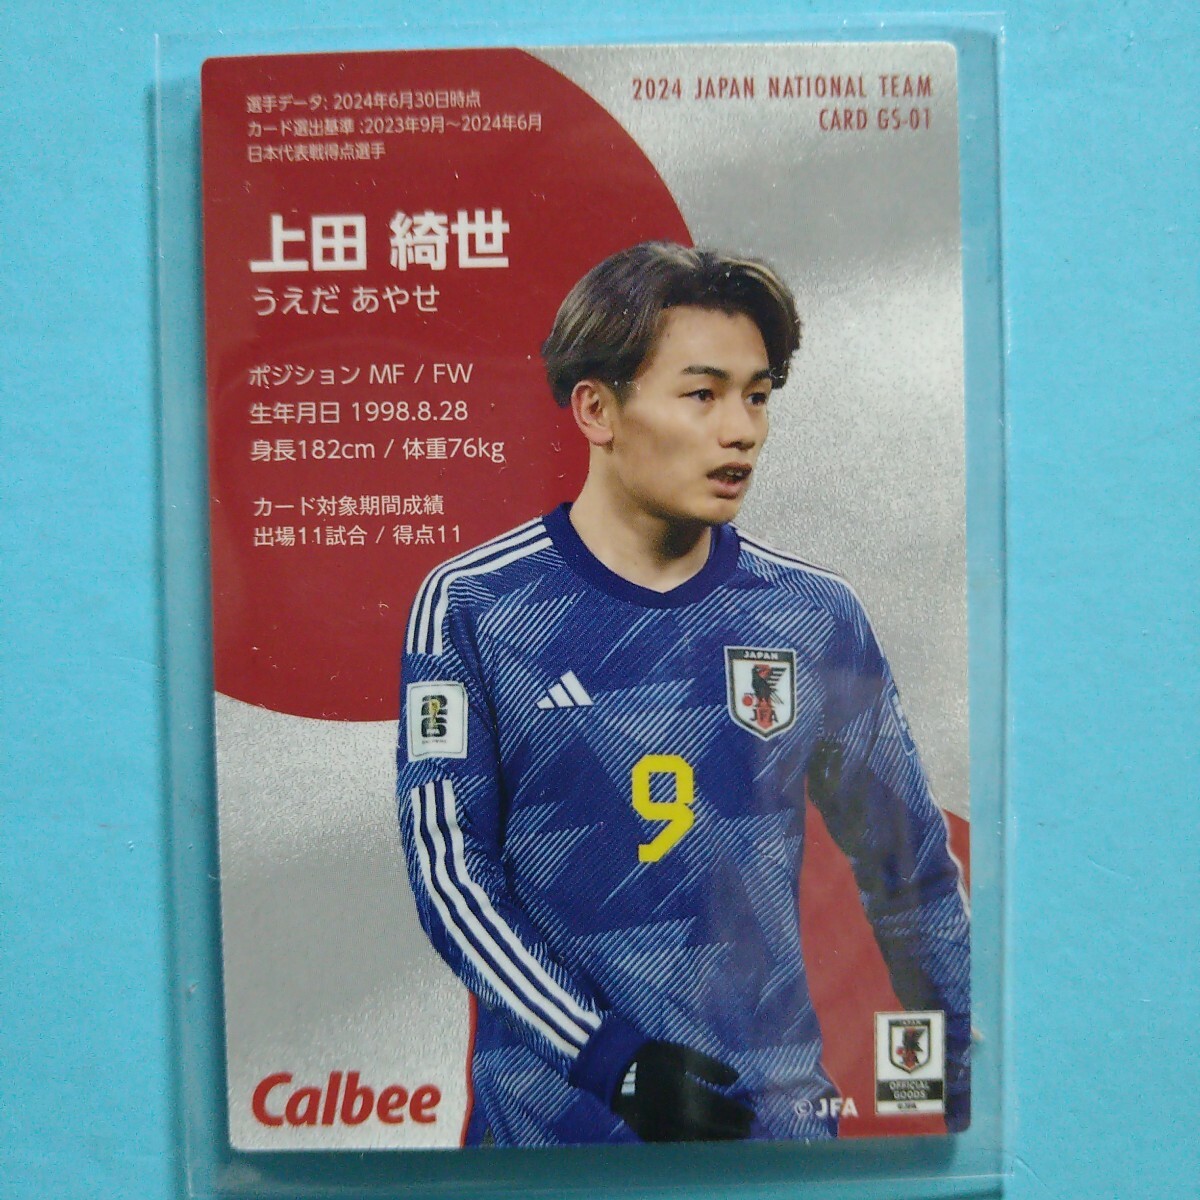 2024 JAPAN NATIONAL TEAM
CARD GS-01
選手データ: 2024年6月30日時点
カード選出基準 :2023年9月〜2024年6月
日本代表戦得点選手
上田 綺世
うえだ あやせ
ポジション MF / FW
生年月日 1998.8.28
身長182cm / 体重76kg
カード対象期間成績
出場11試合 / 得点11
JAPAN
JFA
26
9
Calbee
©JFA
OFFICIAL
GOODS